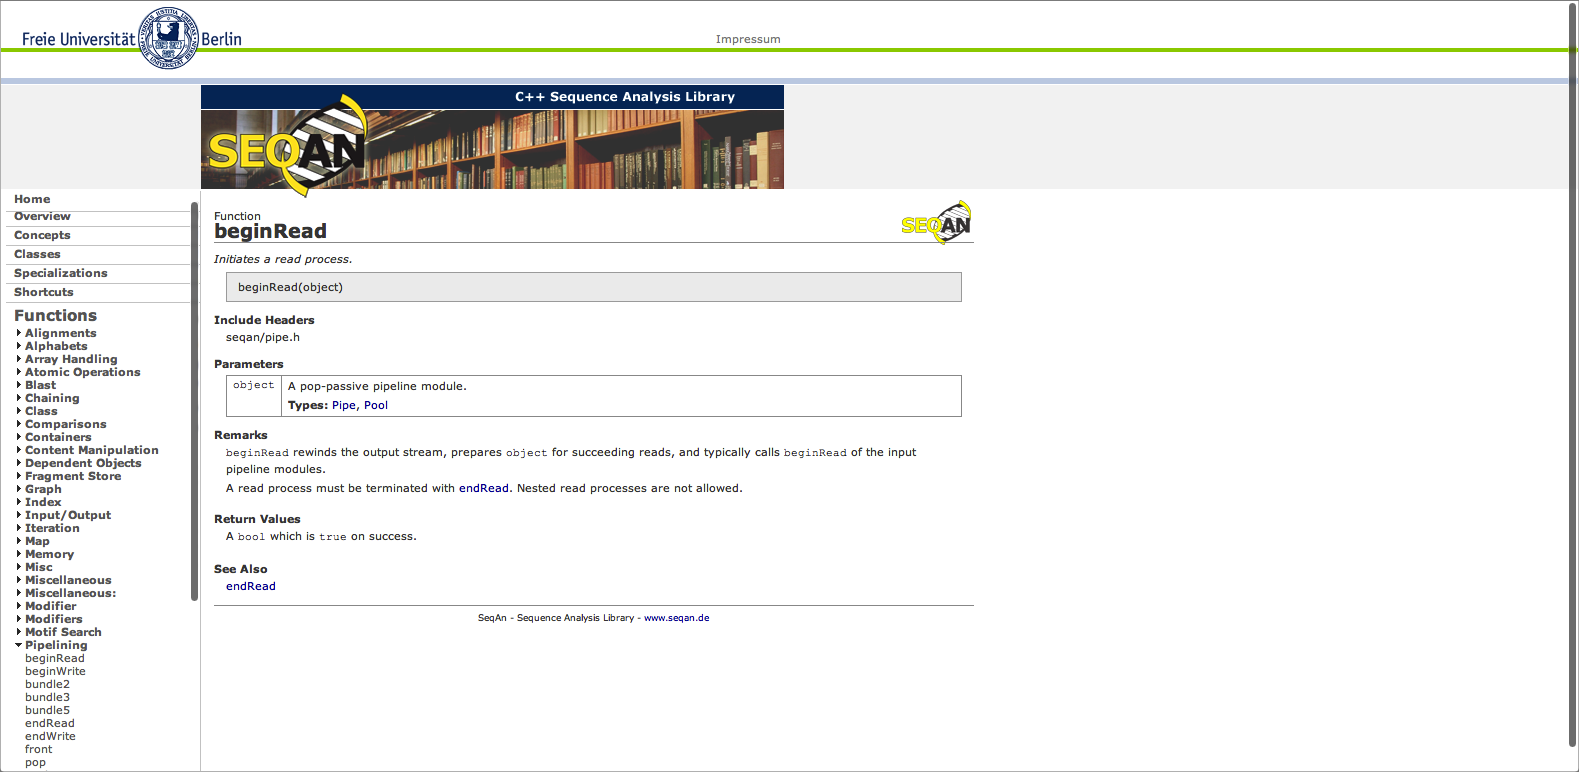 Freie Universität Berlin
Impressum
C++ Sequence Analysis Library
SEQAN
Home
Overview
Concepts
Classes
Specializations
Shortcuts
Functions
Alignments
Alphabets
Array Handling
Atomic Operations
Blast
Chaining
Class
Comparisons
Containers
Content Manipulation
Dependent Objects
Fragment Store
Graph
Index
Input/Output
Iteration
Map
Memory
Misc
Miscellaneous
Miscellaneous:
Modifier
Modifiers
Motif Search
Pipelining
beginRead
beginWrite
bundle2
bundle3
bundle5
endRead
endWrite
front
pop
Function
beginRead
SEQAN
Initiates a read process.
beginRead(object)
Include Headers
seqan/pipe.h
Parameters
object A pop-passive pipeline module.
Types: Pipe, Pool
Remarks
beginRead rewinds the output stream, prepares object for succeeding reads, and typically calls beginRead of the input
pipeline modules.
A read process must be terminated with endRead. Nested read processes are not allowed.
Return Values
A bool which is true on success.
See Also
endRead
SeqAn - Sequence Analysis Library - www.seqan.de